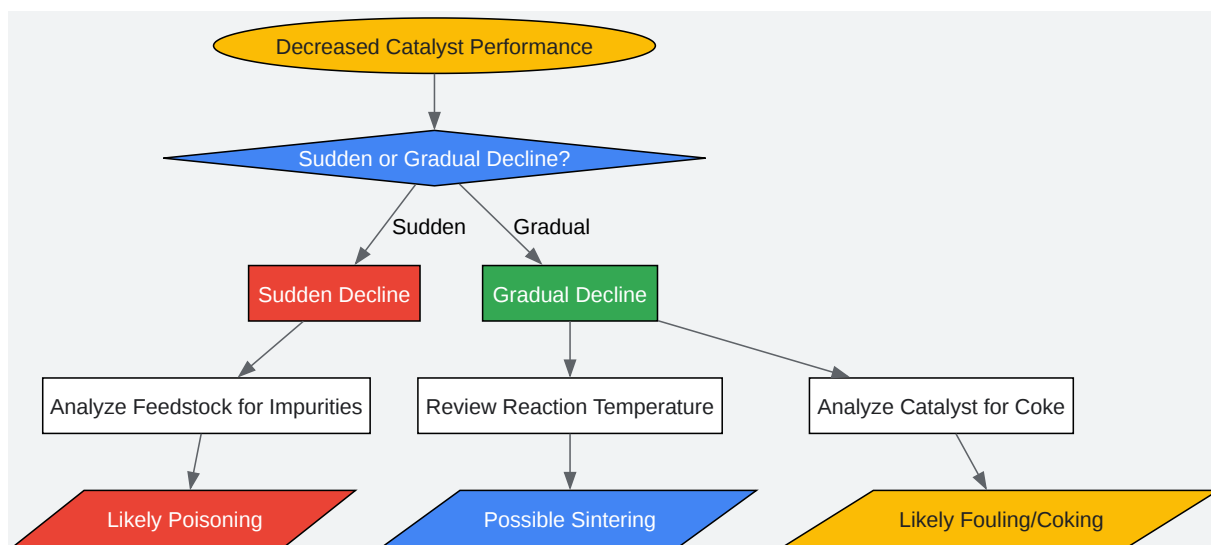 Decreased Catalyst Performance
Sudden or Gradual Decline?
Sudden
Gradual
Sudden Decline
Gradual Decline
Analyze Feedstock for Impurities
Review Reaction Temperature
Analyze Catalyst for Coke
Likely Poisoning
Possible Sintering
Likely Fouling/Coking